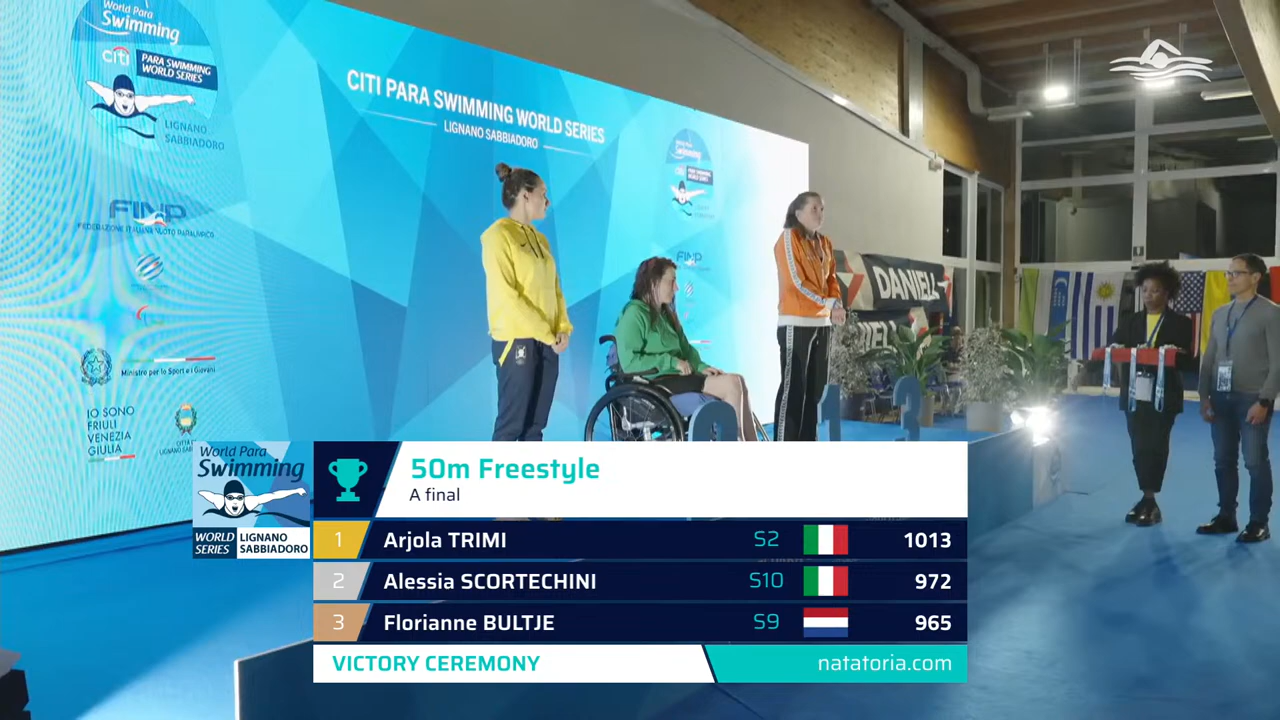 World Para
Swimming
citi
PARA SWIMMING
WORLD SERIES
LIGNANO
SABBIADORO
CITI PARA SWIMMING WORLD SERIES
LIGNANO SABBIADORO
FINP
FEDERAZIONE ITALIANA NUOTO PARALIMPICO
Ministro per lo Sport e i Giovani
IO SONO
FRIULI
VENEZIA
GIULIA
FINP
DANIELL
World Para
Swimming
WORLD
SERIES
LIGNANO
SABBIADORO
50m Freestyle
A final
1 Arjola TRIMI S2 1013
2 Alessia SCORTECHINI S10 972
3 Florianne BULTJE S9 965
VICTORY CEREMONY
natatoria.com